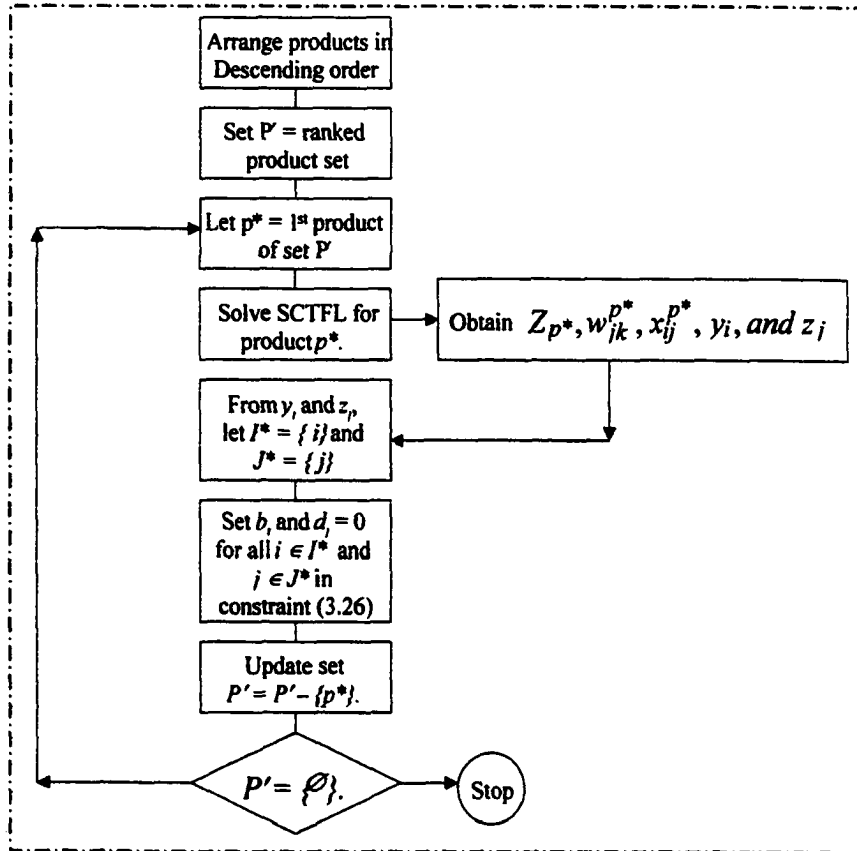 Arrange products in
Descending order
Set P' = ranked
product set
Let p* = 1st product
of set P'
Solve SCTFL for
product p*.
Obtain Z_{p*}, w_{jk}^{p*}, x_{ij}^{p*}, y_i, and z_j
From y_i and z_j,
let I* = { i} and
J* = { j}
Set b_i and d_j = 0
for all i ∈ I* and
j ∈ J* in
constraint (3.26)
Update set
P' = P' – {p*}.
P' = {∅}.
Stop